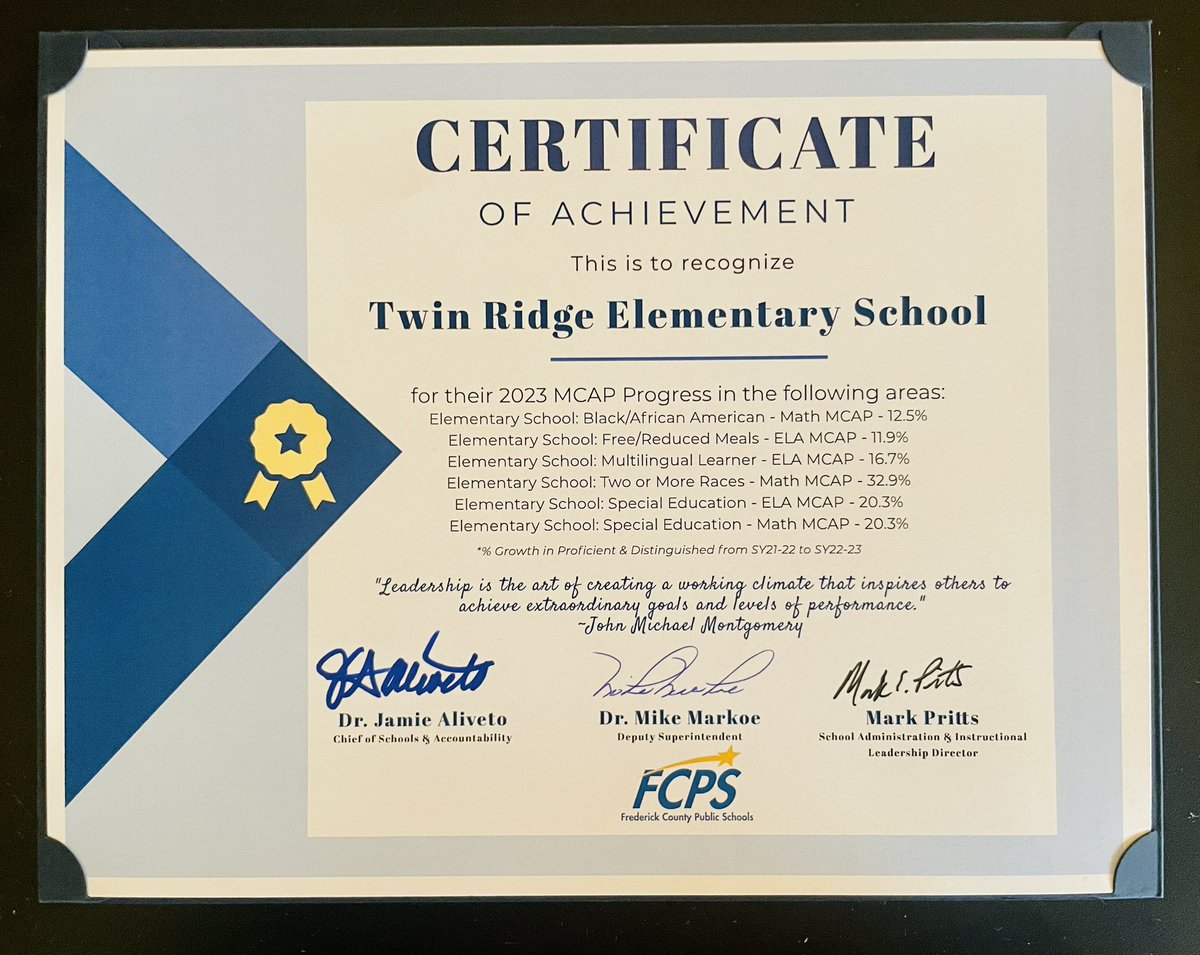 CERTIFICATE
OF ACHIEVEMENT
This is to recognize
Twin Ridge Elementary School
for their 2023 MCAP Progress in the following areas:
Elementary School: Black/African American - Math MCAP - 12.5%
Elementary School: Free/Reduced Meals - ELA MCAP - 11.9%
Elementary School: Multilingual Learner - ELA MCAP - 16.7%
Elementary School: Two or More Races - Math MCAP - 32.9%
Elementary School: Special Education - ELA MCAP - 20.3%
Elementary School: Special Education - Math MCAP - 20.3%
*% Growth in Proficient & Distinguished from SY21-22 to SY22-23
"Leadership is the art of creating a working climate that inspires others to
achieve extraordinary goals and levels of performance."
~John Michael Montgomery
Mark E. Pritts
Dr. Jamie Aliveto
Chief of Schools & Accountability
Dr. Mike Markoe
Deputy Superintendent
Mark Pritts
School Administration & Instructional
Leadership Director
FCPS
Frederick County Public Schools